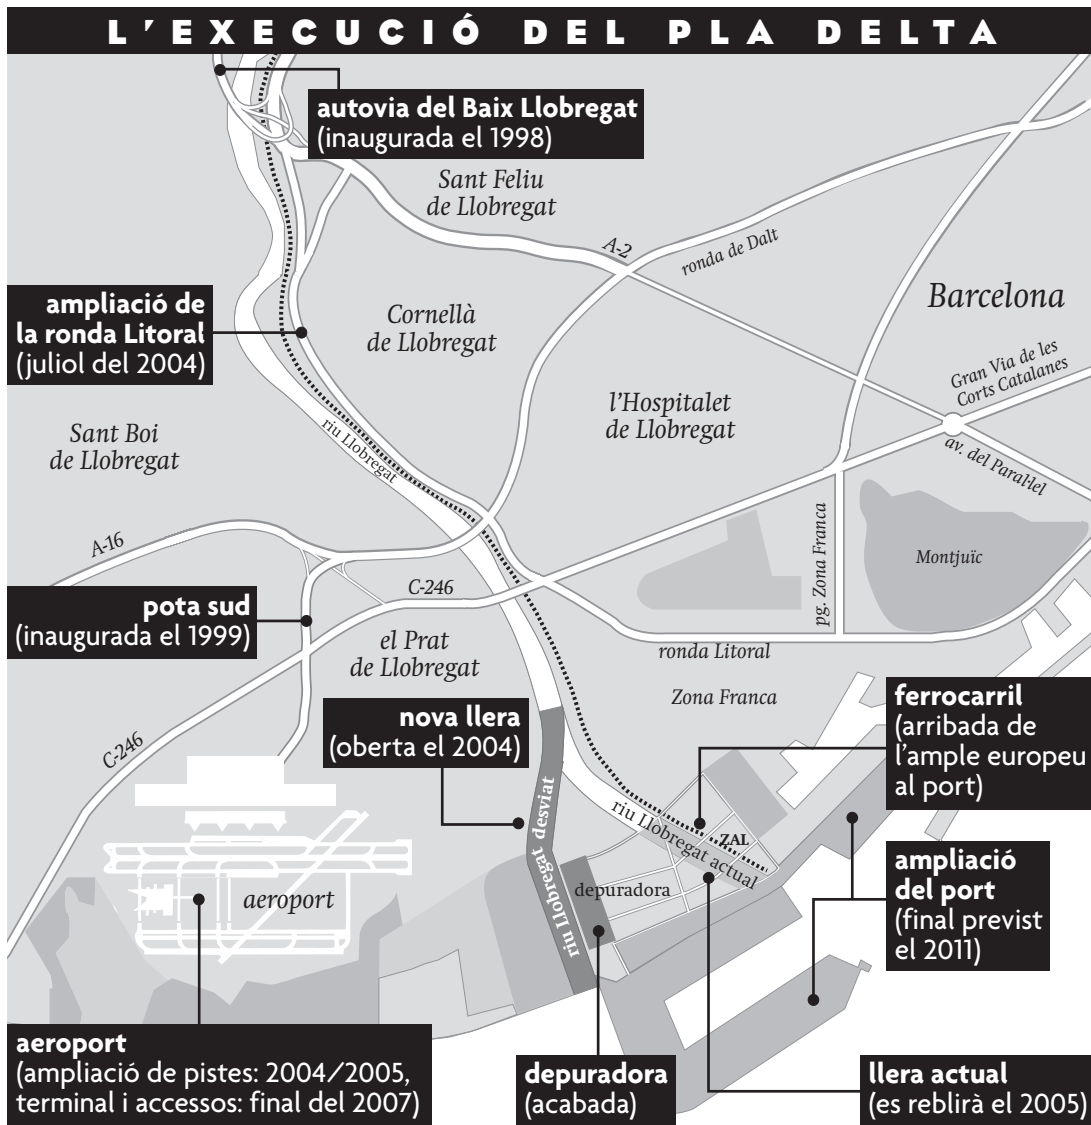 L'EXECUCIÓ DEL PLA DELTA
autovia del Baix Llobregat
(inaugurada el 1998)
Sant Feliu
de Llobregat
A-2
ronda de Dalt
Barcelona
ampliació de
la ronda Litoral
(juliol del 2004)
Cornellà
de Llobregat
Gran Via de les
Corts Catalanes
l'Hospitalet
de Llobregat
Sant Boi
de Llobregat
riu Llobregat
av. del Paral·lel
A-16
pg. Zona Franca
Montjuïc
C-246
pota sud
(inaugurada el 1999)
el Prat
de Llobregat
ronda Litoral
Zona Franca
nova llera
(oberta el 2004)
ferrocarril
(arribada de
l'ample europeu
al port)
C-246
riu Llobregat desviat
riu Llobregat actual
ZAL
depuradora
aeroport
ampliació
del port
(final previst
el 2011)
aeroport
(ampliació de pistes: 2004/2005,
terminal i accessos: final del 2007)
depuradora
(acabada)
llera actual
(es reblirà el 2005)